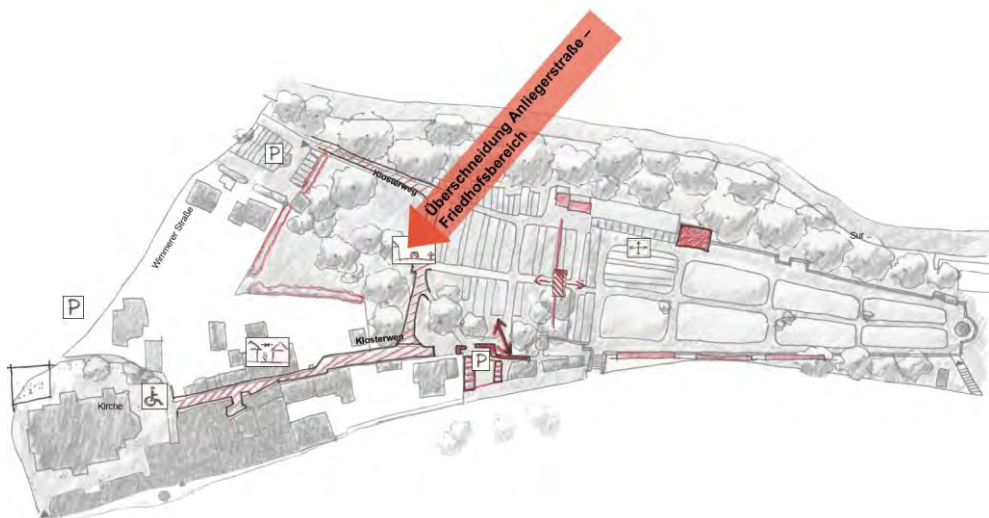 Überschneidung Anliegerstraße –
Friedhofsbereich
P
Klosterweg
Wimmerer Straße
Sur
P
Klosterweg
P
Kirche